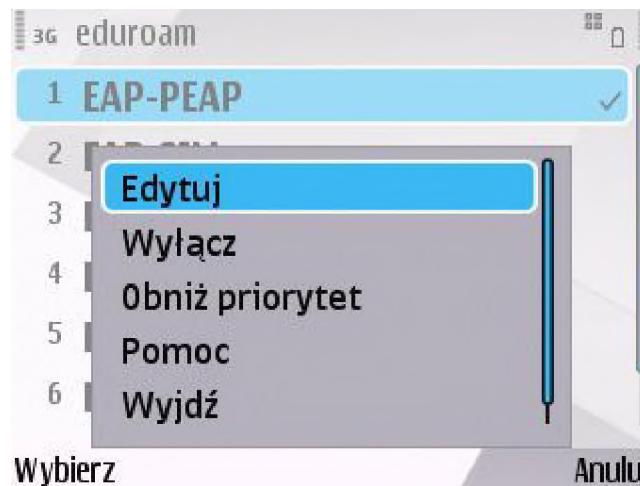 3G eduroam
1 EAP-PEAP
2
3
4
5
6
Edytuj
Wyłącz
Obniż priorytet
Pomoc
Wyjdź
Wybierz